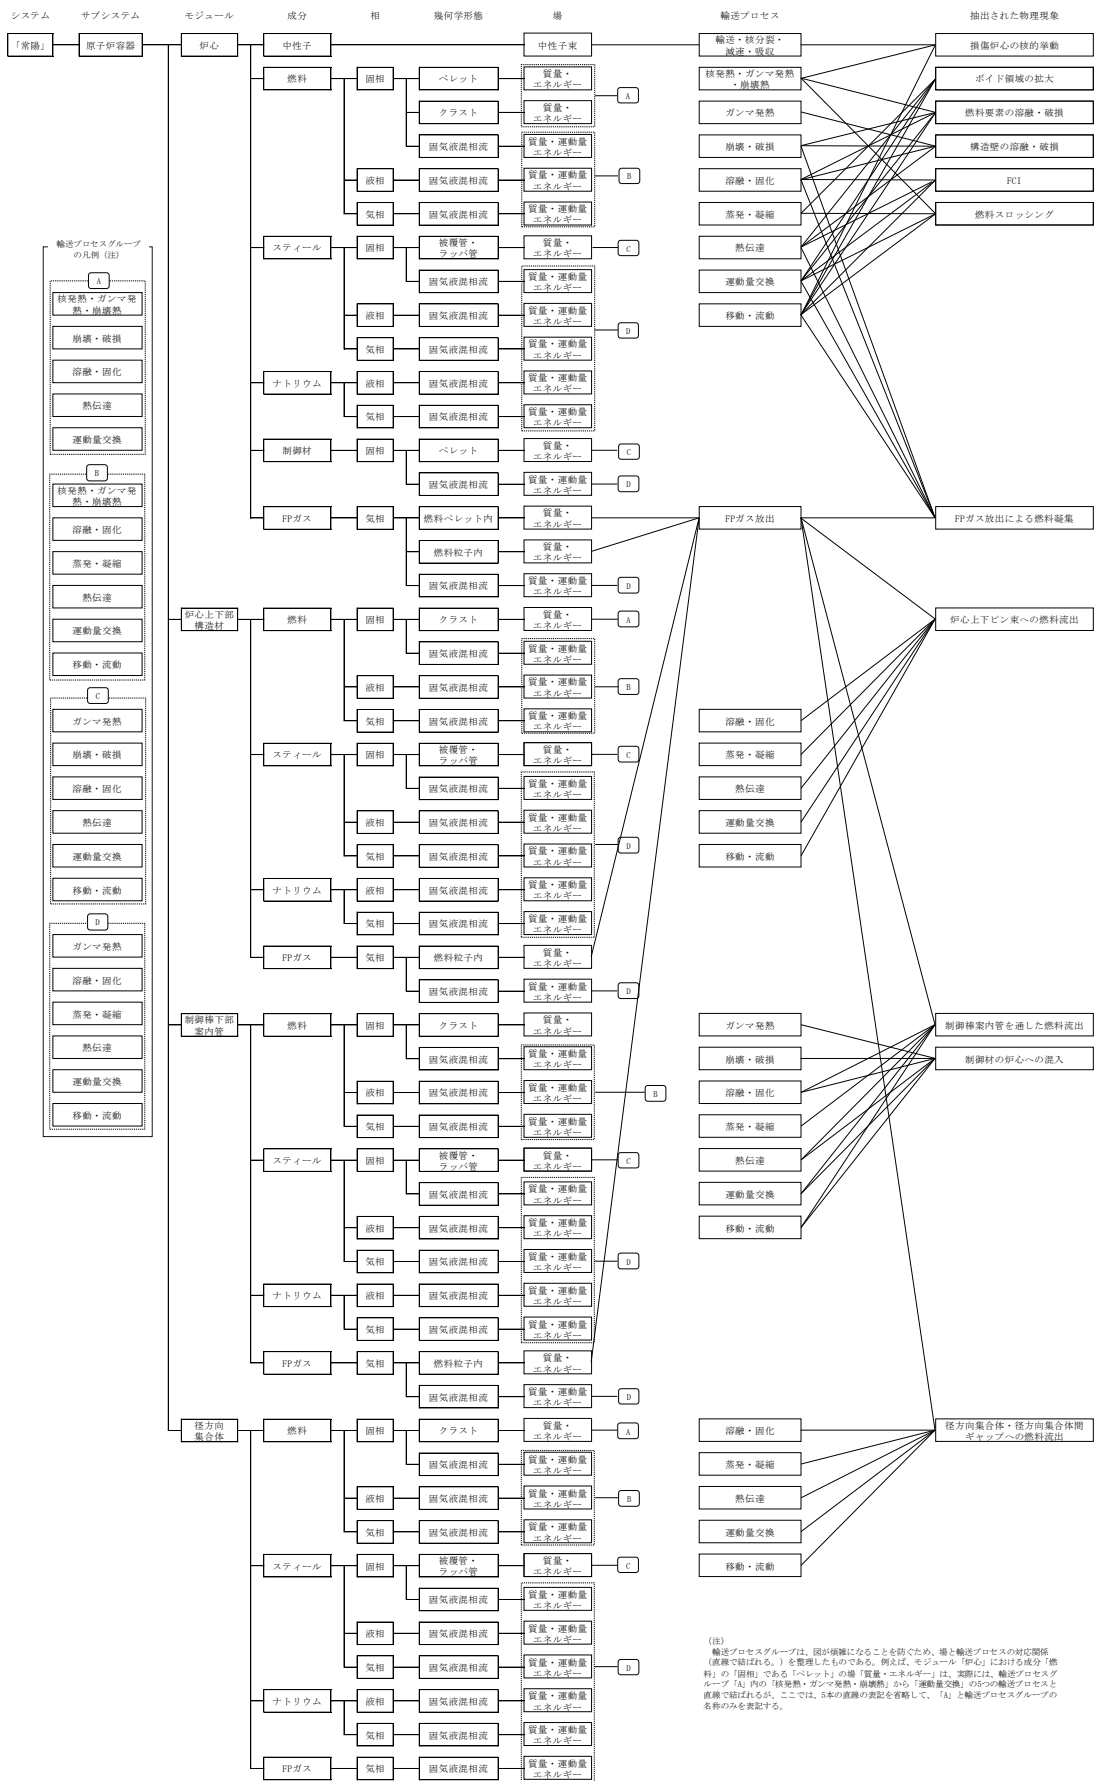 システム サブシステム モジュール 成分 相 幾何学形態 場 輸送プロセス 抽出された物理現象
「常陽」 原子炉容器 炉心 中性子 中性子束 輸送・核分裂・
減速・吸収 損傷炉心の核的挙動
燃料 固相 ペレット 質量・
エネルギー A 核発熱・ガンマ発熱
・崩壊熱 ボイド領域の拡大
クラスト 質量・
エネルギー ガンマ発熱 燃料要素の溶融・破損
固気液混相流 質量・運動量
エネルギー 崩壊・破損 構造壁の溶融・破損
液相 固気液混相流 質量・運動量
エネルギー B 溶融・固化 FCI
気相 固気液混相流 質量・運動量
エネルギー 蒸発・凝縮 燃料スロッシング
スティール 固相 被覆管・
ラッパ管 質量・
エネルギー C 熱伝達
固気液混相流 質量・運動量
エネルギー 運動量交換
液相 固気液混相流 質量・運動量
エネルギー D 移動・流動
気相 固気液混相流 質量・運動量
エネルギー
ナトリウム 液相 固気液混相流 質量・運動量
エネルギー
気相 固気液混相流 質量・運動量
エネルギー
制御材 固相 ペレット 質量・
エネルギー C
固気液混相流 質量・運動量
エネルギー D
FPガス 気相 燃料ペレット内 質量・
エネルギー FPガス放出 FPガス放出による燃料凝集
燃料粒子内 質量・
エネルギー
固気液混相流 質量・運動量
エネルギー D
炉心上下部
構造材 燃料 固相 クラスト 質量・
エネルギー A 炉心上下ピン束への燃料流出
固気液混相流 質量・運動量
エネルギー
液相 固気液混相流 質量・運動量
エネルギー B
気相 固気液混相流 質量・運動量
エネルギー 溶融・固化
スティール 固相 被覆管・
ラッパ管 質量・
エネルギー C 蒸発・凝縮
固気液混相流 質量・運動量
エネルギー 熱伝達
液相 固気液混相流 質量・運動量
エネルギー 運動量交換
気相 固気液混相流 質量・運動量
エネルギー D 移動・流動
ナトリウム 液相 固気液混相流 質量・運動量
エネルギー
気相 固気液混相流 質量・運動量
エネルギー
FPガス 気相 燃料粒子内 質量・
エネルギー
固気液混相流 質量・運動量
エネルギー D
制御棒下部
案内管 燃料 固相 クラスト 質量・
エネルギー ガンマ発熱 制御棒案内管を通した燃料流出
固気液混相流 質量・運動量
エネルギー 崩壊・破損 制御材の炉心への混入
液相 固気液混相流 質量・運動量
エネルギー B 溶融・固化
気相 固気液混相流 質量・運動量
エネルギー 蒸発・凝縮
スティール 固相 被覆管・
ラッパ管 質量・
エネルギー C 熱伝達
固気液混相流 質量・運動量
エネルギー 運動量交換
液相 固気液混相流 質量・運動量
エネルギー 移動・流動
気相 固気液混相流 質量・運動量
エネルギー D
ナトリウム 液相 固気液混相流 質量・運動量
エネルギー
気相 固気液混相流 質量・運動量
エネルギー
FPガス 気相 燃料粒子内 質量・
エネルギー
固気液混相流 質量・運動量
エネルギー D
径方向
集合体 燃料 固相 クラスト 質量・
エネルギー A 溶融・固化 径方向集合体・径方向集合体間
ギャップへの燃料流出
固気液混相流 質量・運動量
エネルギー 蒸発・凝縮
液相 固気液混相流 質量・運動量
エネルギー B 熱伝達
気相 固気液混相流 質量・運動量
エネルギー 運動量交換
スティール 固相 被覆管・
ラッパ管 質量・
エネルギー C 移動・流動
固気液混相流 質量・運動量
エネルギー
液相 固気液混相流 質量・運動量
エネルギー
気相 固気液混相流 質量・運動量
エネルギー D
ナトリウム 液相 固気液混相流 質量・運動量
エネルギー
気相 固気液混相流 質量・運動量
エネルギー
FPガス 気相 固気液混相流 質量・運動量
エネルギー
輸送プロセスグループ
の凡例（注）
A
核発熱・ガンマ発
熱・崩壊熱
崩壊・破損
溶融・固化
熱伝達
運動量交換
B
核発熱・ガンマ発
熱・崩壊熱
溶融・固化
蒸発・凝縮
熱伝達
運動量交換
移動・流動
C
ガンマ発熱
崩壊・破損
溶融・固化
熱伝達
運動量交換
移動・流動
D
ガンマ発熱
溶融・固化
蒸発・凝縮
熱伝達
運動量交換
移動・流動
（注）
輸送プロセスグループは、図が煩雑になることを防ぐため、場と輸送プロセスの対応関係
（直線で結ばれる。）を整理したものである。例えば、モジュール「炉心」における成分「燃
料」の「固相」である「ペレット」の場「質量・エネルギー」は、実際には、輸送プロセスグ
ループ「A」内の「核発熱・ガンマ発熱・崩壊熱」から「運動量交換」の5つの輸送プロセスと
直線で結ばれるが、ここでは、5本の直線の表記を省略して、「A」と輸送プロセスグループの
名称のみを表記する。